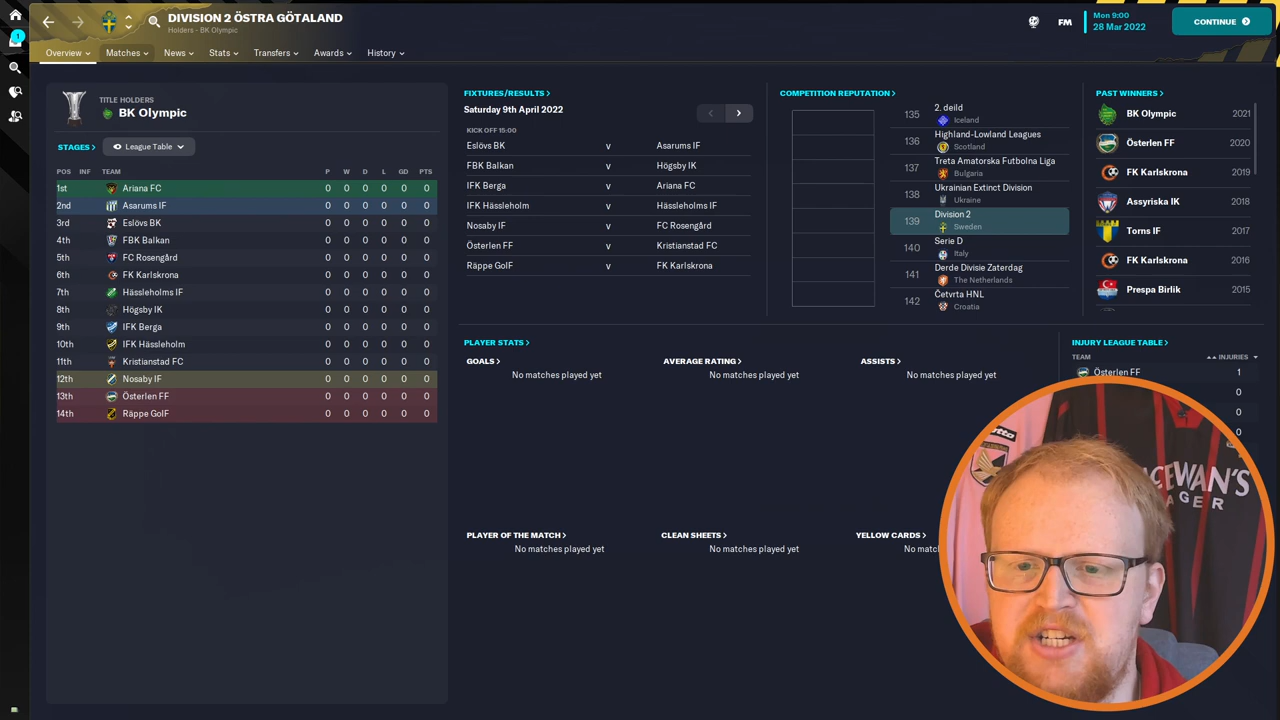 DIVISION 2 ÖSTRA GÖTALAND
Holders - BK Olympic
FM
Mon 9:00
28 Mar 2022
CONTINUE
1
Overview Matches News Stats Transfers Awards History
TITLE HOLDERS
BK Olympic
STAGES League Table
POS INF TEAM P W D L GD PTS
1st Ariana FC 0 0 0 0 0 0
2nd Asarums IF 0 0 0 0 0 0
3rd Eslövs BK 0 0 0 0 0 0
4th FBK Balkan 0 0 0 0 0 0
5th FC Rosengård 0 0 0 0 0 0
6th FK Karlskrona 0 0 0 0 0 0
7th Hässleholms IF 0 0 0 0 0 0
8th Högsby IK 0 0 0 0 0 0
9th IFK Berga 0 0 0 0 0 0
10th IFK Hässleholm 0 0 0 0 0 0
11th Kristianstad FC 0 0 0 0 0 0
12th Nosaby IF 0 0 0 0 0 0
13th Österlen FF 0 0 0 0 0 0
14th Räppe GoIF 0 0 0 0 0 0
FIXTURES/RESULTS
Saturday 9th April 2022
KICK OFF 15:00
Eslövs BK v Asarums IF
FBK Balkan v Högsby IK
IFK Berga v Ariana FC
IFK Hässleholm v Hässleholms IF
Nosaby IF v FC Rosengård
Österlen FF v Kristianstad FC
Räppe GoIF v FK Karlskrona
COMPETITION REPUTATION
135 2. deild
Iceland
136 Highland-Lowland Leagues
Scotland
137 Treta Amatorska Futbolna Liga
Bulgaria
138 Ukrainian Extinct Division
Ukraine
139 Division 2
Sweden
140 Serie D
Italy
141 Derde Divisie Zaterdag
The Netherlands
142 Četvrta HNL
Croatia
PAST WINNERS
BK Olympic 2021
Österlen FF 2020
FK Karlskrona 2019
Assyriska IK 2018
Torns IF 2017
FK Karlskrona 2016
Prespa Birlik 2015
PLAYER STATS
GOALS
No matches played yet
AVERAGE RATING
No matches played yet
ASSISTS
No matches played yet
PLAYER OF THE MATCH
No matches played yet
CLEAN SHEETS
No matches played yet
YELLOW CARDS
INJURY LEAGUE TABLE
TEAM INJURIES
Österlen FF 1
0
0
0